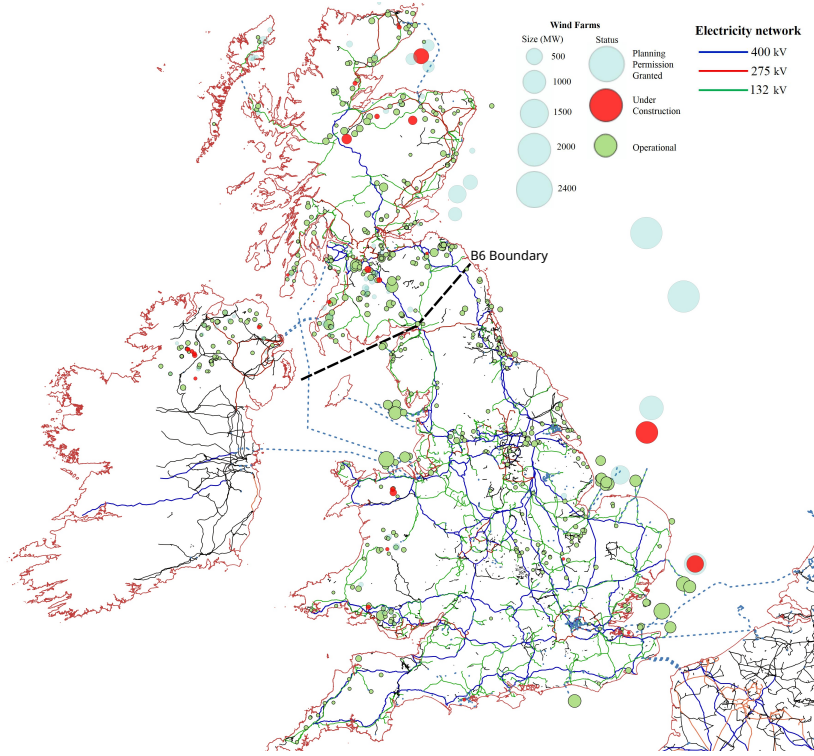 Wind Farms
Size (MW)
Status
500
1000
1500
2000
2400
Planning
Permission
Granted
Under
Construction
Operational
Electricity network
400 kV
275 kV
132 kV
B6 Boundary